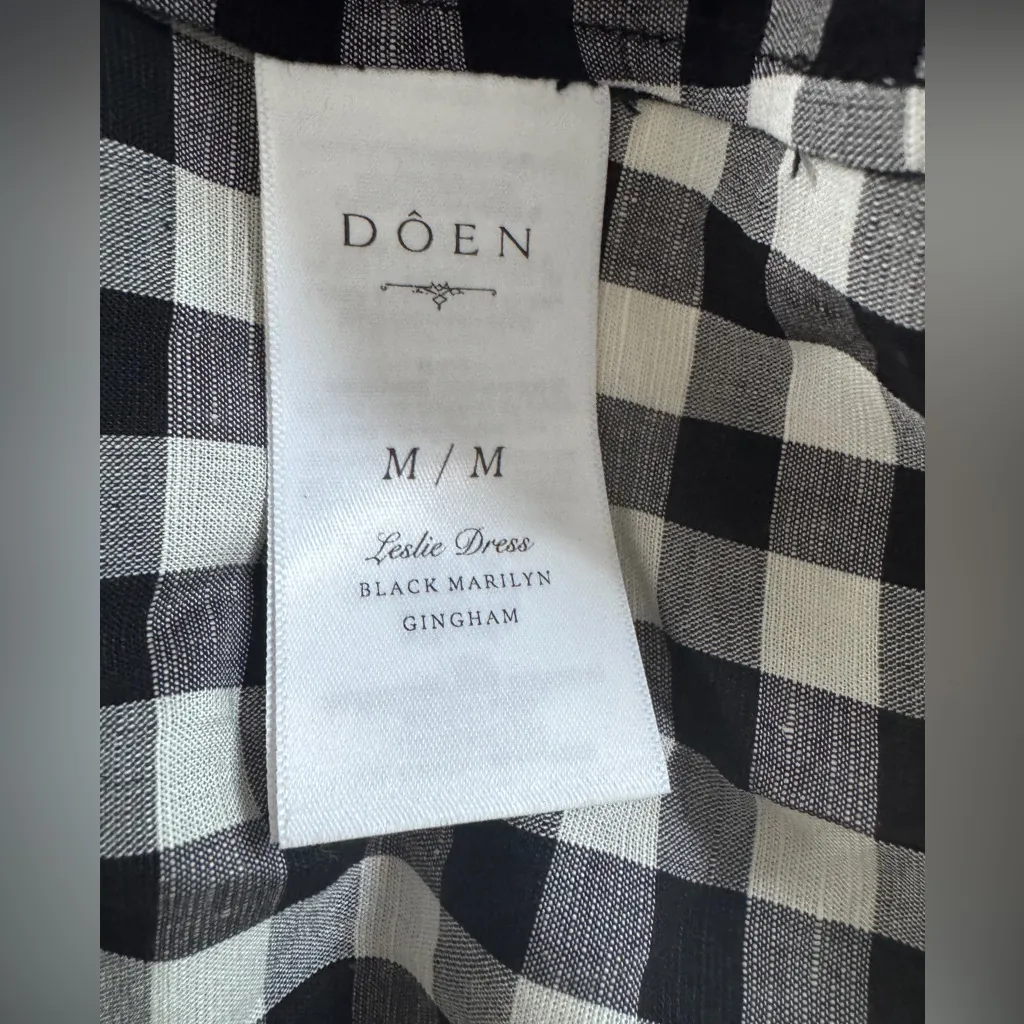 DÔEN
M / M
Leslie Dress
BLACK MARILYN
GINGHAM